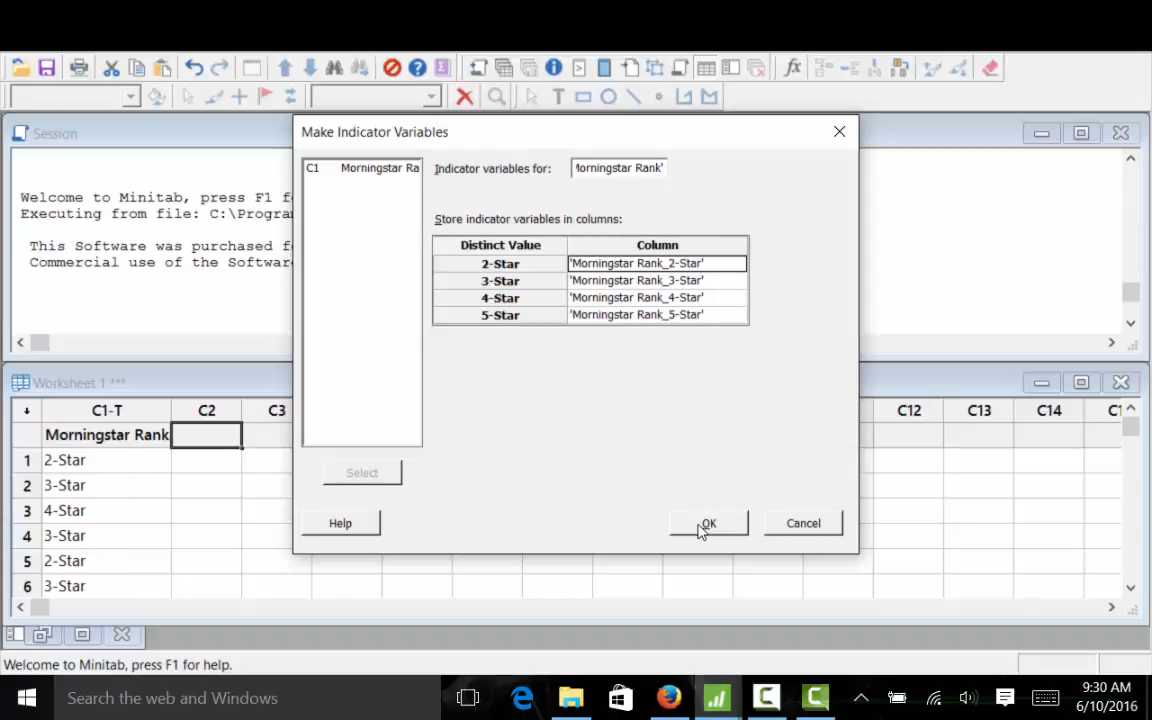 Make Indicator Variables
C1 Morningstar Ra
Indicator variables for:
orningstar Rank'
Store indicator variables in columns:
Distinct Value Column
2-Star 'Morningstar Rank_2-Star'
3-Star 'Morningstar Rank_3-Star'
4-Star 'Morningstar Rank_4-Star'
5-Star 'Morningstar Rank_5-Star'
Select
Help
OK
Cancel
Session
Welcome to Minitab, press F1 f
Executing from file: C:\Progra
This Software was purchased f
Commercial use of the Softwar
Worksheet 1 ***
C1-T C2 C3 C12 C13 C14 C1
Morningstar Rank
1 2-Star
2 3-Star
3 4-Star
4 3-Star
5 2-Star
6 3-Star
Welcome to Minitab, press F1 for help.
Search the web and Windows
9:30 AM
6/10/2016